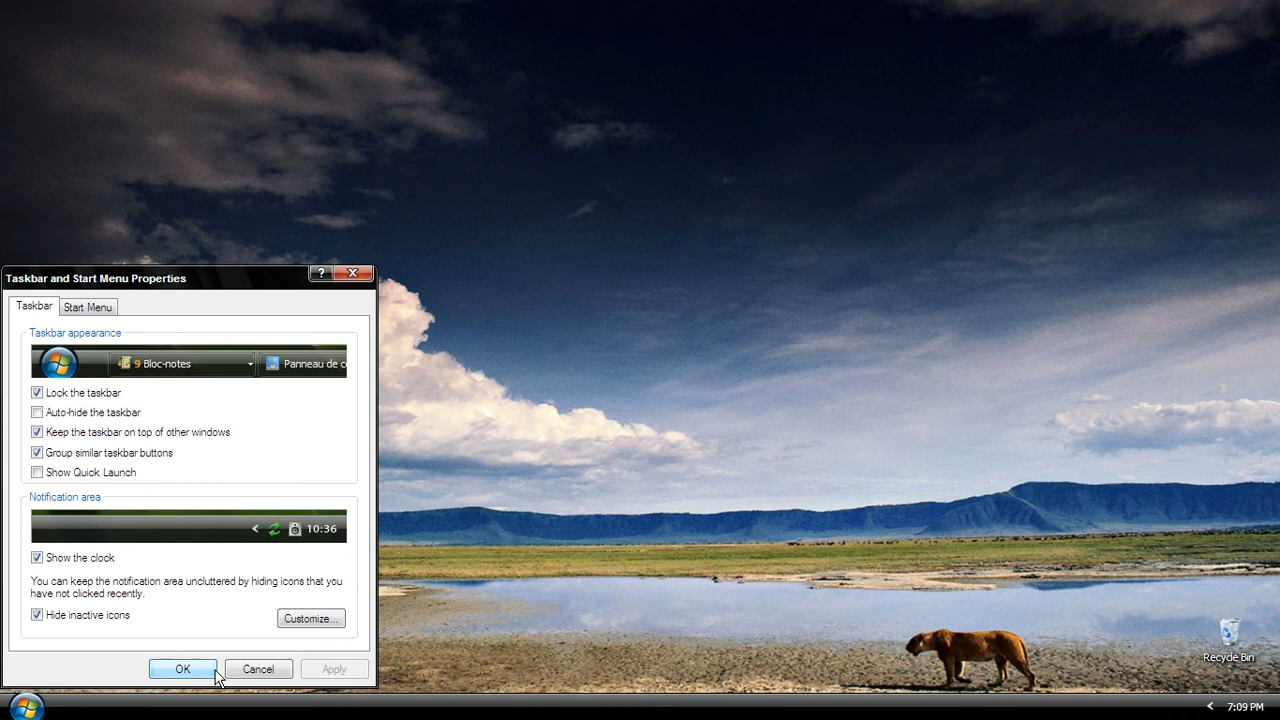 Taskbar and Start Menu Properties
?
Taskbar
Start Menu
Taskbar appearance
9 Bloc-notes
Panneau de c
Lock the taskbar
Auto-hide the taskbar
Keep the taskbar on top of other windows
Group similar taskbar buttons
Show Quick Launch
Notification area
10:36
Show the clock
You can keep the notification area uncluttered by hiding icons that you
have not clicked recently.
Hide inactive icons
Customize...
OK
Cancel
Apply
Recycle Bin
7:09 PM